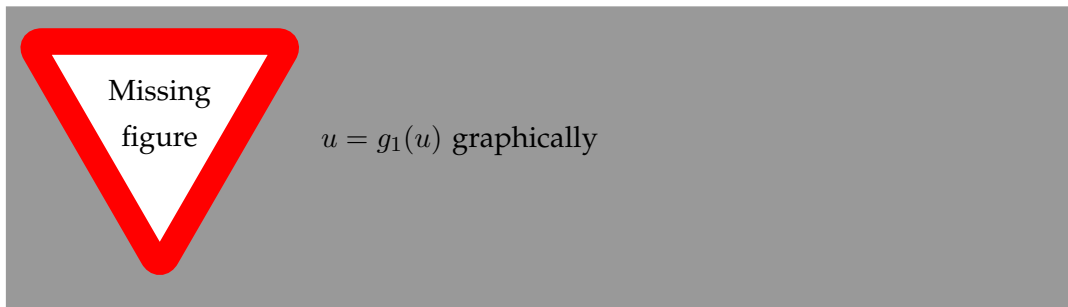 Missing
figure
u = g₁(u) graphically